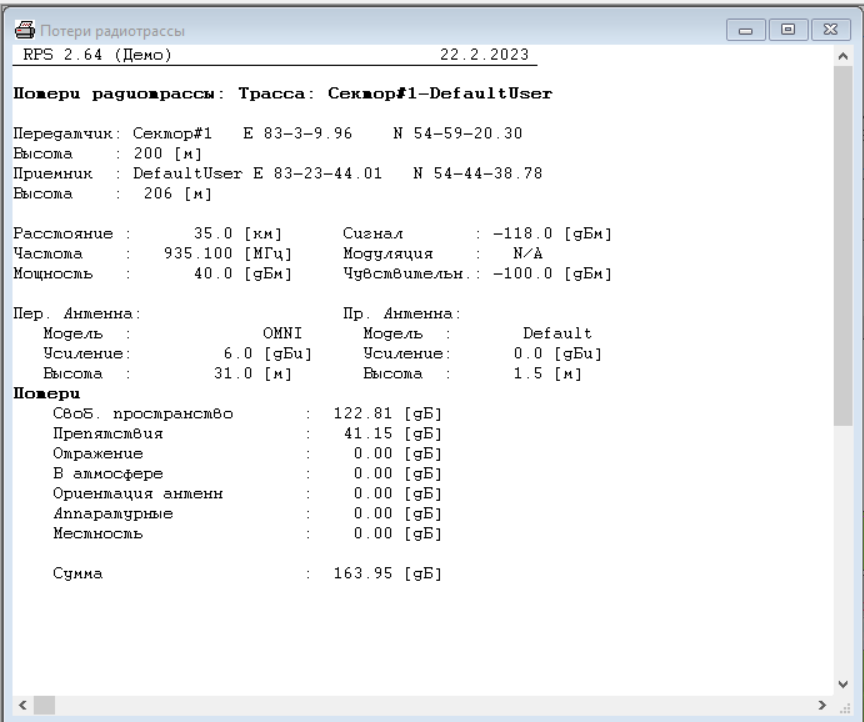 Потери радиотрассы
RPS 2.64 (Демо) 22.2.2023
Потери радиотрассы: Трасса: Сектор#1-DefaultUser
Передатчик: Сектор#1 E 83-3-9.96 N 54-59-20.30
Высота : 200 [м]
Приемник : DefaultUser E 83-23-44.01 N 54-44-38.78
Высота : 206 [м]
Расстояние : 35.0 [км] Сигнал : -118.0 [дБм]
Частота : 935.100 [МГц] Модуляция : N/A
Мощность : 40.0 [дБм] Чувствительн.: -100.0 [дБм]
Пер. Антенна: Пр. Антенна:
Модель : OMNI Модель : Default
Усиление: 6.0 [дБи] Усиление: 0.0 [дБи]
Высота : 31.0 [м] Высота : 1.5 [м]
Потери
Своб. пространство : 122.81 [дБ]
Препятствия : 41.15 [дБ]
Отражение : 0.00 [дБ]
В атмосфере : 0.00 [дБ]
Ориентация антенн : 0.00 [дБ]
Аппаратурные : 0.00 [дБ]
Местность : 0.00 [дБ]
Сумма : 163.95 [дБ]